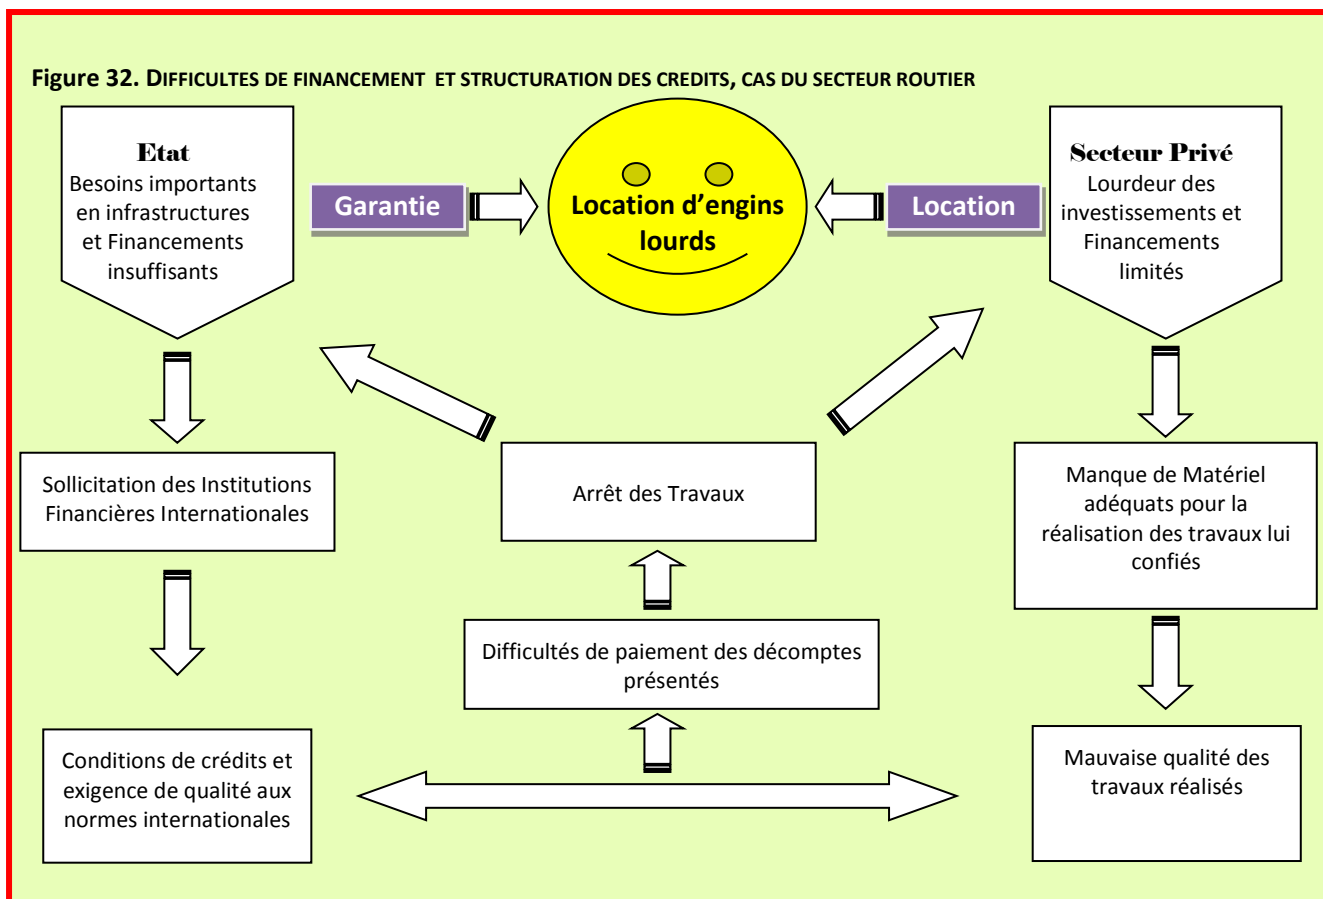 Figure 32. DIFFICULTES DE FINANCEMENT ET STRUCTURATION DES CREDITS, CAS DU SECTEUR ROUTIER
Etat
Besoins importants
en infrastructures
et Financements
insuffisants
Garantie
Location d'engins
lourds
Location
Secteur Privé
Lourdeur des
investissements et
Financements
limités
Sollicitation des Institutions
Financières Internationales
Arrêt des Travaux
Manque de Matériel
adéquats pour la
réalisation des travaux lui
confiés
Difficultés de paiement des décomptes
présentés
Conditions de crédits et
exigence de qualité aux
normes internationales
Mauvaise qualité des
travaux réalisés